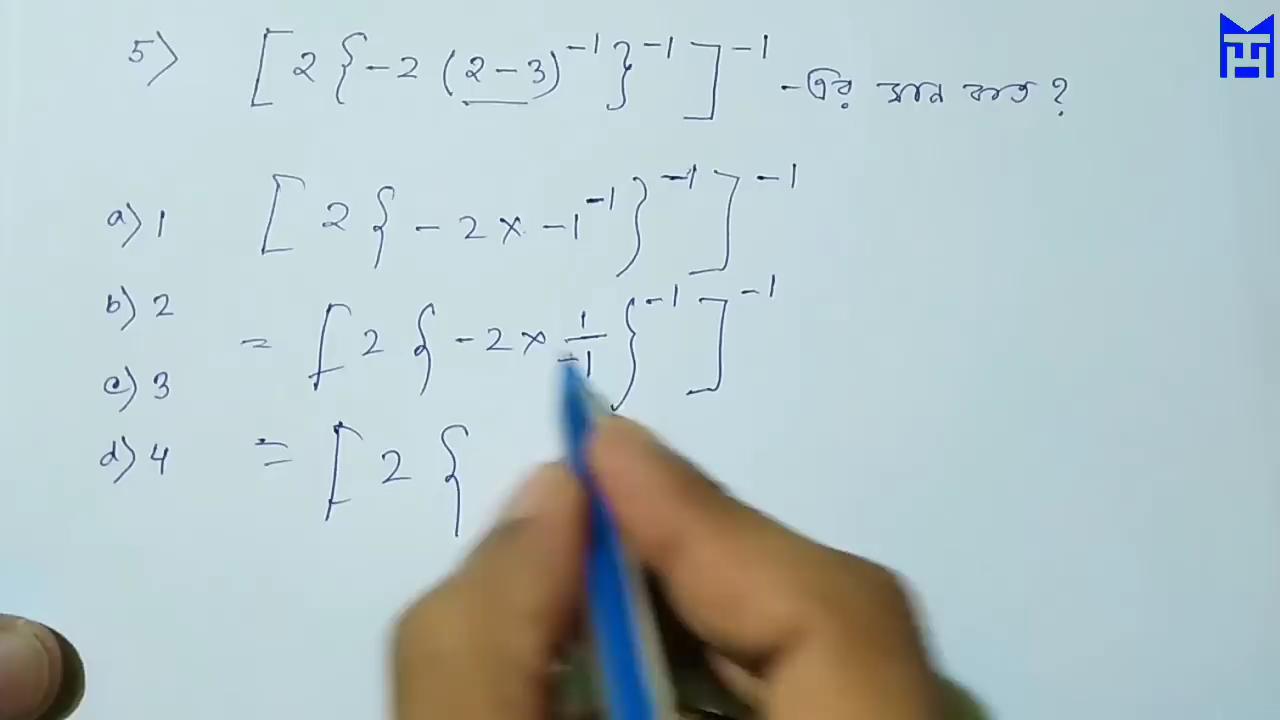 5) [2{-2(2-3)⁻¹}⁻¹]⁻¹ -এর মান কত?
a) 1 [2{-2×-1⁻¹}⁻¹]⁻¹
b) 2
= [2{-2×1/-1}⁻¹]⁻¹
c) 3
d) 4 = [2{